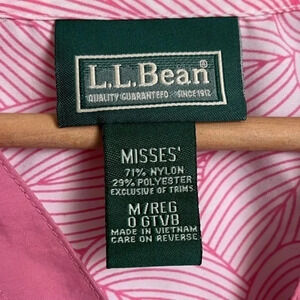 L.L.Bean®
QUALITY GUARANTEED SINCE 1912
MISSES'
71% NYLON
29% POLYESTER
EXCLUSIVE OF TRIMS
M/REG
0 GTVB
MADE IN VIETNAM
CARE ON REVERSE